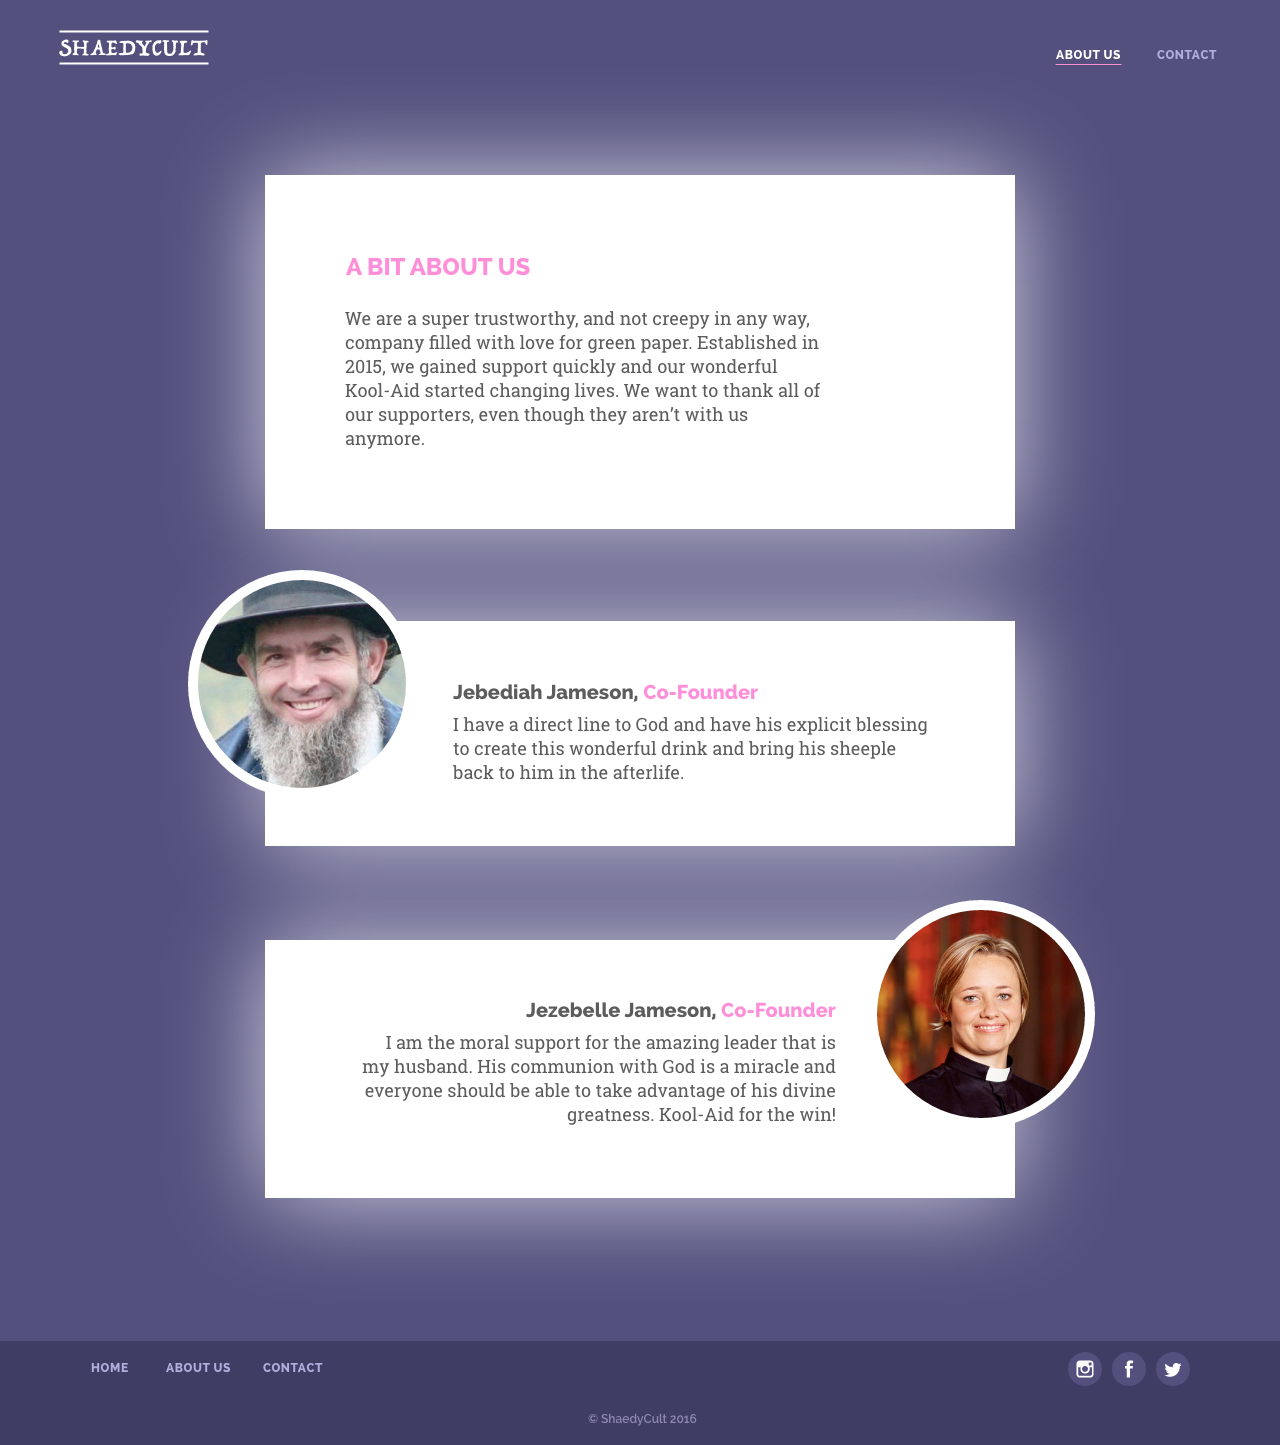 SHAEDYCULT
ABOUT US CONTACT
A BIT ABOUT US
We are a super trustworthy, and not creepy in any way,
company filled with love for green paper. Established in
2015, we gained support quickly and our wonderful
Kool-Aid started changing lives. We want to thank all of
our supporters, even though they aren’t with us
anymore.
Jebediah Jameson, Co-Founder
I have a direct line to God and have his explicit blessing
to create this wonderful drink and bring his sheeple
back to him in the afterlife.
Jezebelle Jameson, Co-Founder
I am the moral support for the amazing leader that is
my husband. His communion with God is a miracle and
everyone should be able to take advantage of his divine
greatness. Kool-Aid for the win!
HOME ABOUT US CONTACT
© ShaedyCult 2016